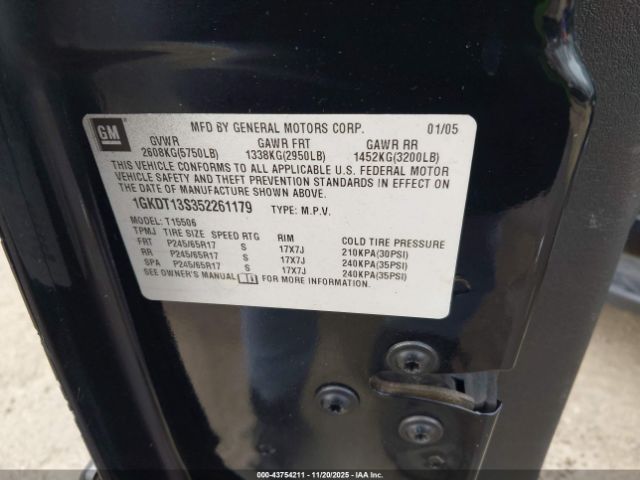 GM
MFD BY GENERAL MOTORS CORP. 01/05
GVWR GAWR FRT GAWR RR
2608KG(5750LB) 1338KG(2950LB) 1452KG(3200LB)
THIS VEHICLE CONFORMS TO ALL APPLICABLE U.S. FEDERAL MOTOR
VEHICLE SAFETY AND THEFT PREVENTION STANDARDS IN EFFECT ON
THE DATE OF MANUFACTURE SHOWN ABOVE.
1GKDT13S352261179 TYPE: M.P.V.
MODEL: T15506
TPMJ TIRE SIZE SPEED RTG RIM COLD TIRE PRESSURE
FRT P245/65R17 S 17X7J 210KPA(30PSI)
RR P245/65R17 S 17X7J 240KPA(35PSI)
SPA P245/65R17 S 17X7J 240KPA(35PSI)
SEE OWNER'S MANUAL FOR MORE INFORMATION.
000-43754211 - 11/20/2025 - IAAI.COM